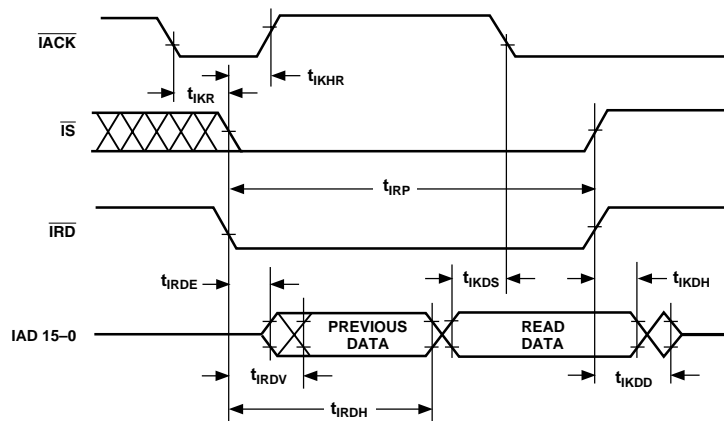 IACK
tIKHR
tIKR
IS
tIRP
IRD
tIRDE
tIKDS
tIKDH
IAD 15–0
PREVIOUS
DATA
READ
DATA
tIRDV
tIKDD
tIRDH